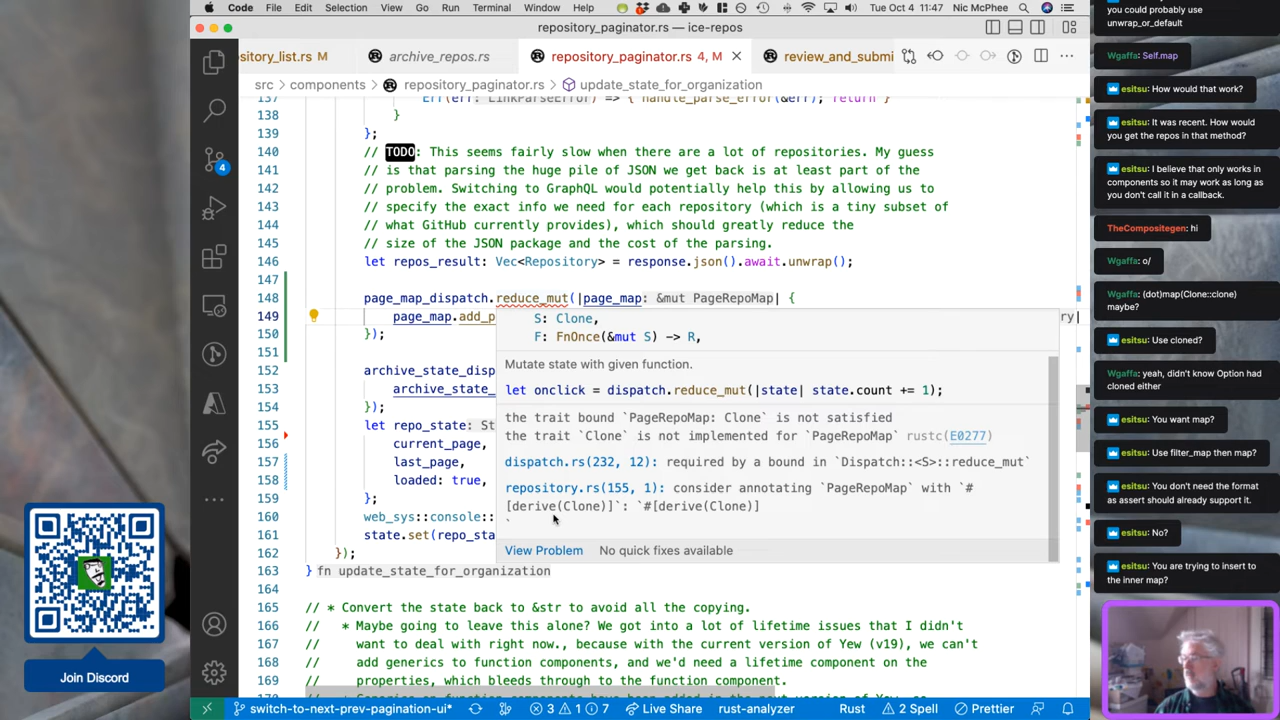 Code File Edit Selection View Go Run Terminal Window Help Tue Oct 4 11:47 Nic McPhee
repository_paginator.rs — ice-repos
ository_list.rs M archive_repos.rs repository_paginator.rs 4, M review_and_submi
src components repository_paginator.rs update_state_for_organization
137 Err(err: LinkParseError) => { handle_parse_error(&err); return }
138 }
139 };
140 // TODO: This seems fairly slow when there are a lot of repositories. My guess
141 // is that parsing the huge pile of JSON we get back is at least part of the
142 // problem. Switching to GraphQL would potentially help this by allowing us to
143 // specify the exact info we need for each repository (which is a tiny subset of
144 // what GitHub currently provides), which should greatly reduce the
145 // size of the JSON package and the cost of the parsing.
146 let repos_result: Vec<Repository> = response.json().await.unwrap();
147
148 page_map_dispatch.reduce_mut(|page_map: &mut PageRepoMap| {
149 page_map.add_p ry|
150 });
151
152 archive_state_disp
153 archive_state_
154 });
155 let repo_state: St
156 current_page,
157 last_page,
158 loaded: true,
159 };
160 web_sys::console::
161 state.set(repo_sta
162 });
163 } fn update_state_for_organization
164
165 // * Convert the state back to &str to avoid all the copying.
166 // * Maybe going to leave this alone? We got into a lot of lifetime issues that I didn't
167 // want to deal with right now., because with the current version of Yew (v19), we can't
168 // add generics to function components, and we'd need a lifetime component on the
169 // properties, which bleeds through to the function component.
S: Clone,
F: FnOnce(&mut S) -> R,
Mutate state with given function.
let onclick = dispatch.reduce_mut(|state| state.count += 1);
the trait bound `PageRepoMap: Clone` is not satisfied
the trait `Clone` is not implemented for `PageRepoMap` rustc(E0277)
dispatch.rs(232, 12): required by a bound in `Dispatch::<S>::reduce_mut`
repository.rs(155, 1): consider annotating `PageRepoMap` with `#
[derive(Clone)]`: `#[derive(Clone)]
`
View Problem No quick fixes available
4
switch-to-next-prev-pagination-ui* 3 1 7 Live Share rust-analyzer Rust 2 Spell Prettier
Join Discord
you could probably use
unwrap_or_default
Wgaffa: Self.map
esitsu: How would that work?
esitsu: It was recent. How would
you get the repos in that method?
esitsu: I believe that only works in
components so it may work as long as
you don't call it in a callback.
TheCompositegen: hi
Wgaffa: o/
Wgaffa: (dot)map(Clone::clone)
maybe?
esitsu: Use cloned?
Wgaffa: yeah, didn't know Option had
cloned either
esitsu: You want map?
esitsu: Use filter_map then map?
esitsu: You don't need the format
as assert should already support it.
esitsu: No?
esitsu: You are trying to insert to
the inner map?